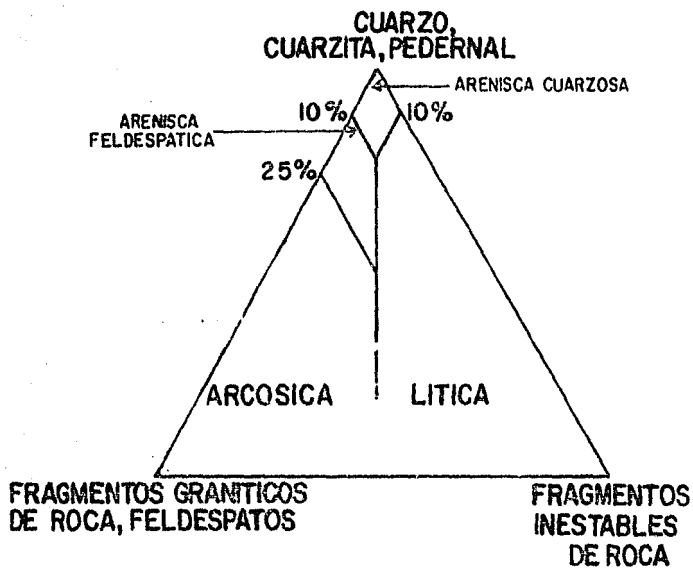 CUARZO,
CUARZITA, PEDERNAL
ARENISCA CUARZOSA
10%
10%
ARENISCA
FELDESPATICA
25%
ARCOSICA
LITICA
FRAGMENTOS GRANITICOS
DE ROCA, FELDESPATOS
FRAGMENTOS
INESTABLES
DE ROCA